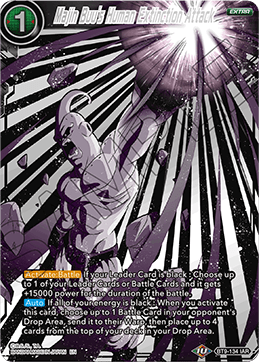 1
Majin Buu's Human Extinction Attack
EXTRA
Activate:Battle If your Leader Card is black : Choose up
to 1 of your Leader Cards or Battle Cards and it gets
+15000 power for the duration of the battle.
Auto If all of your energy is black : When you activate this
card, choose up to 1 Battle Card in your opponent's
Drop Area, send it to their Warp, then place up to 4
cards from the top of your deck in your Drop Area.
BT9-134 IAR